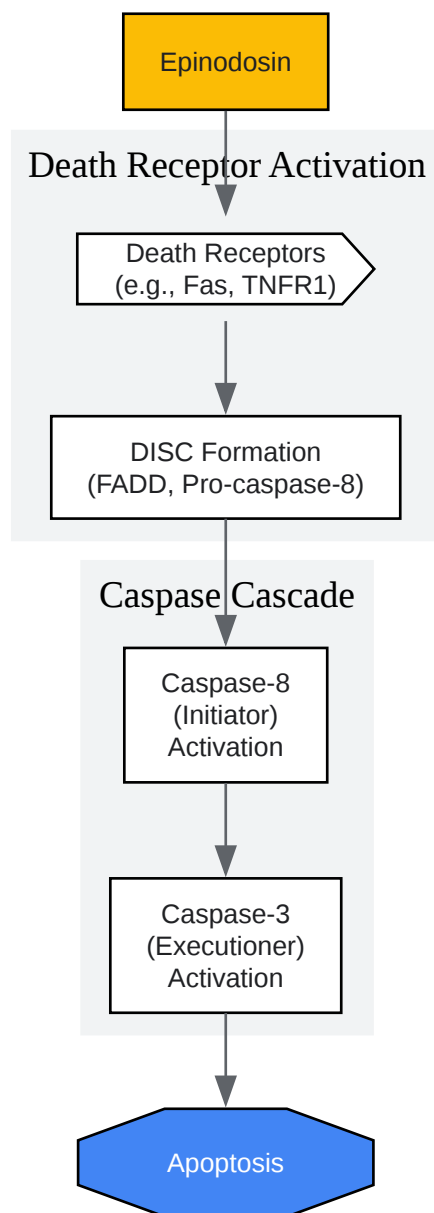 Epinodosin
Death Receptor Activation
Death Receptors
(e.g., Fas, TNFR1)
DISC Formation
(FADD, Pro-caspase-8)
Caspase Cascade
Caspase-8
(Initiator)
Activation
Caspase-3
(Executioner)
Activation
Apoptosis